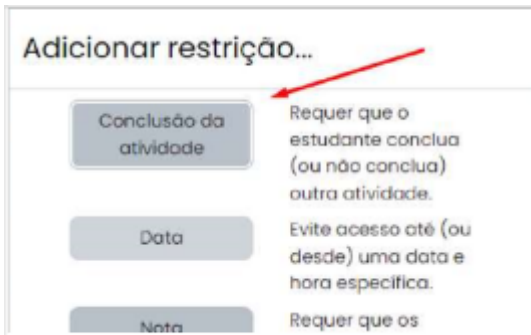 Adicionar restrição...
Conclusão da
atividade
Requer que o
estudante conclua
(ou não conclua)
outra atividade.
Data
Evite acesso até (ou
desde) uma data e
hora específica.
Nota
Requer que os